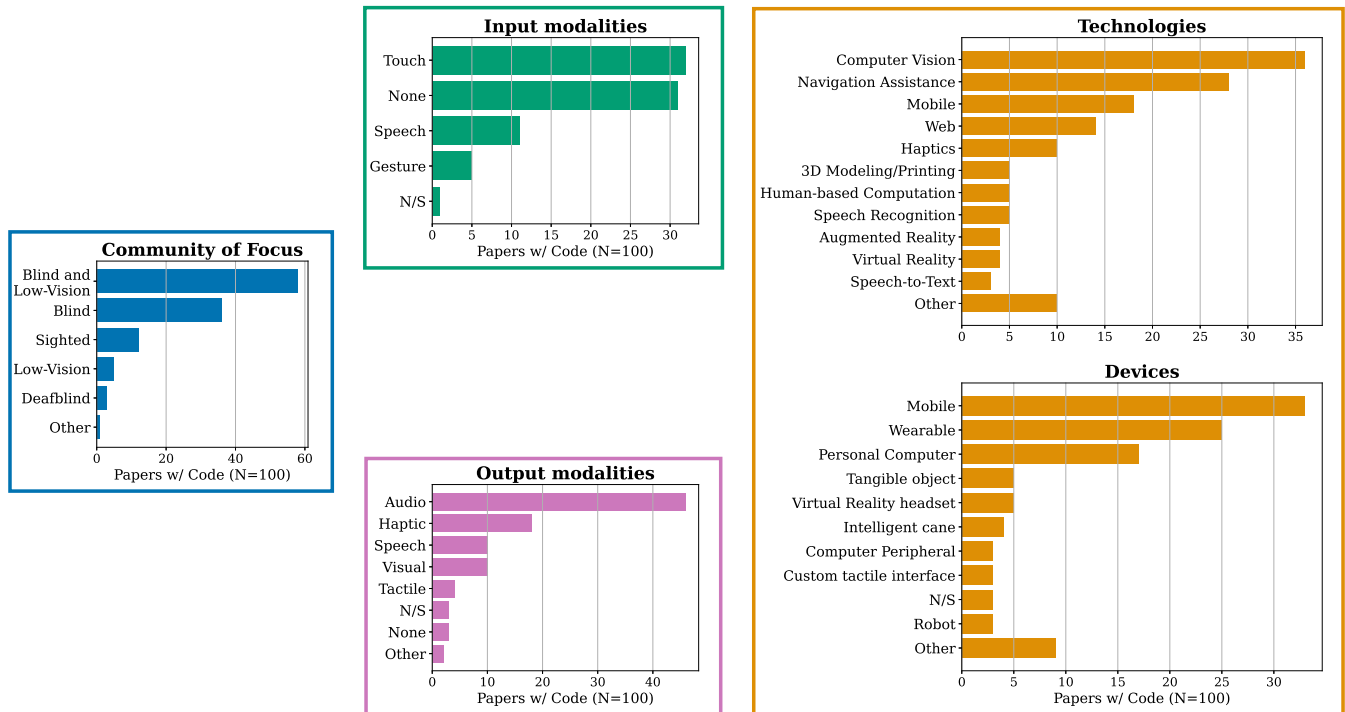 Community of Focus
Blind and
Low-Vision
Blind
Sighted
Low-Vision
Deafblind
Other
0 20 40 60
Papers w/ Code (N=100)
Input modalities
Touch
None
Speech
Gesture
N/S
0 5 10 15 20 25 30
Papers w/ Code (N=100)
Output modalities
Audio
Haptic
Speech
Visual
Tactile
N/S
None
Other
0 10 20 30 40
Papers w/ Code (N=100)
Technologies
Computer Vision
Navigation Assistance
Mobile
Web
Haptics
3D Modeling/Printing
Human-based Computation
Speech Recognition
Augmented Reality
Virtual Reality
Speech-to-Text
Other
0 5 10 15 20 25 30 35
Devices
Mobile
Wearable
Personal Computer
Tangible object
Virtual Reality headset
Intelligent cane
Computer Peripheral
Custom tactile interface
N/S
Robot
Other
0 5 10 15 20 25 30
Papers w/ Code (N=100)